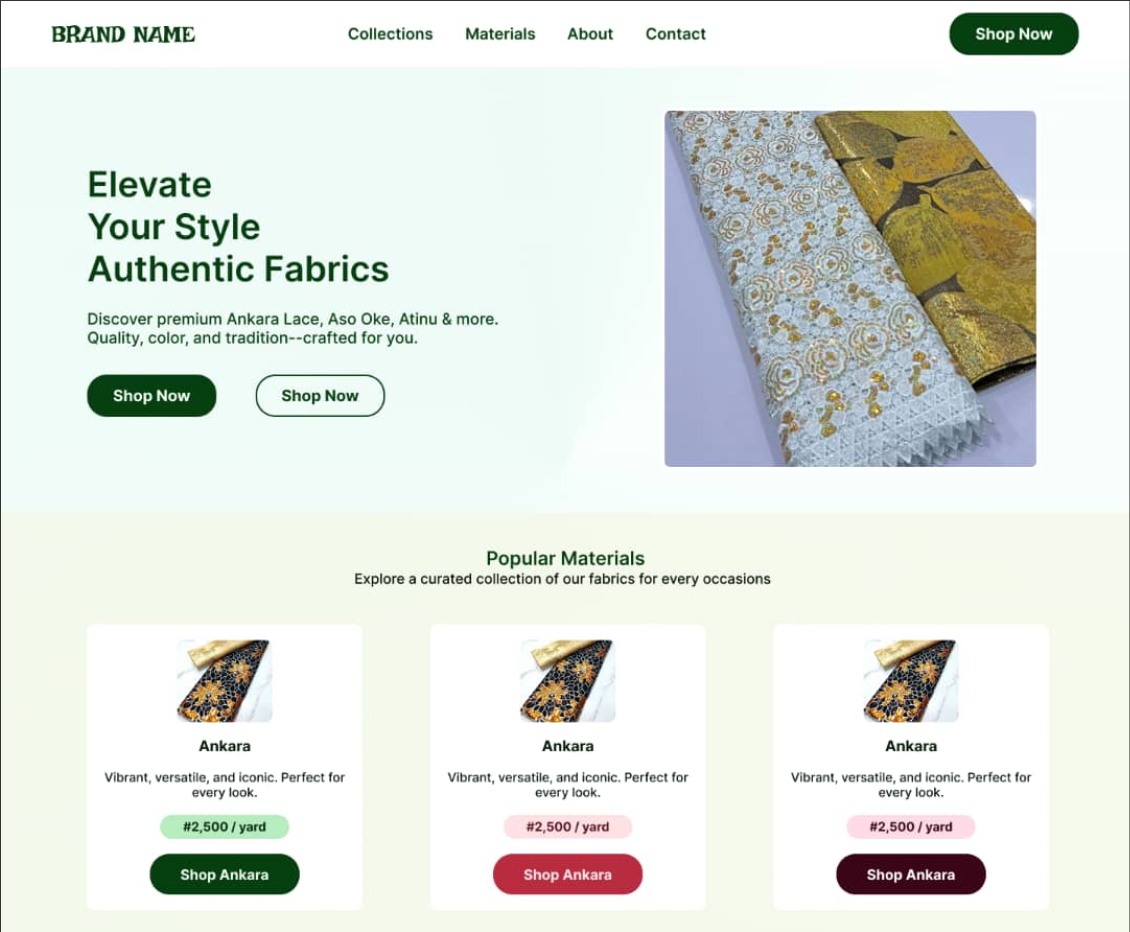 BRAND NAME
Collections
Materials
About
Contact
Shop Now
Elevate
Your Style
Authentic Fabrics
Discover premium Ankara Lace, Aso Oke, Atinu & more.
Quality, color, and tradition--crafted for you.
Shop Now
Shop Now
Popular Materials
Explore a curated collection of our fabrics for every occasions
Ankara
Vibrant, versatile, and iconic. Perfect for
every look.
#2,500 / yard
Shop Ankara
Ankara
Vibrant, versatile, and iconic. Perfect for
every look.
#2,500 / yard
Shop Ankara
Ankara
Vibrant, versatile, and iconic. Perfect for
every look.
#2,500 / yard
Shop Ankara